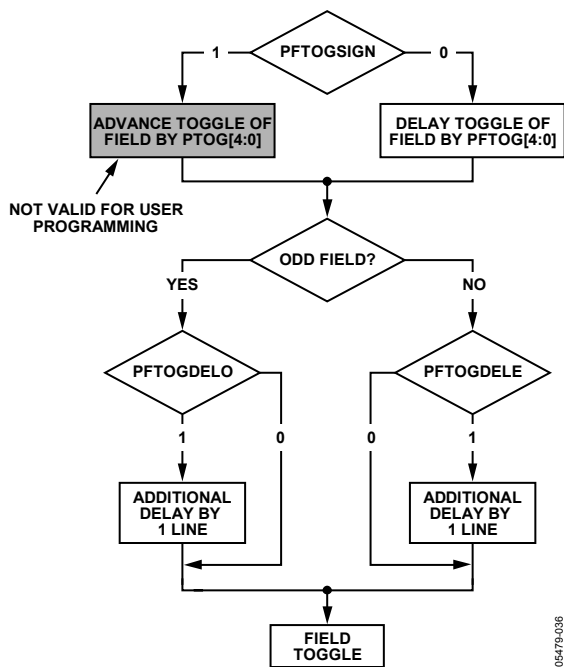 PFTOGSIGN
1
0
ADVANCE TOGGLE OF
FIELD BY PTOG[4:0]
DELAY TOGGLE OF
FIELD BY PFTOG[4:0]
NOT VALID FOR USER
PROGRAMMING
ODD FIELD?
YES
NO
PFTOGDELO
PFTOGDELE
1
0
0
1
ADDITIONAL
DELAY BY
1 LINE
ADDITIONAL
DELAY BY
1 LINE
FIELD
TOGGLE
05479-036